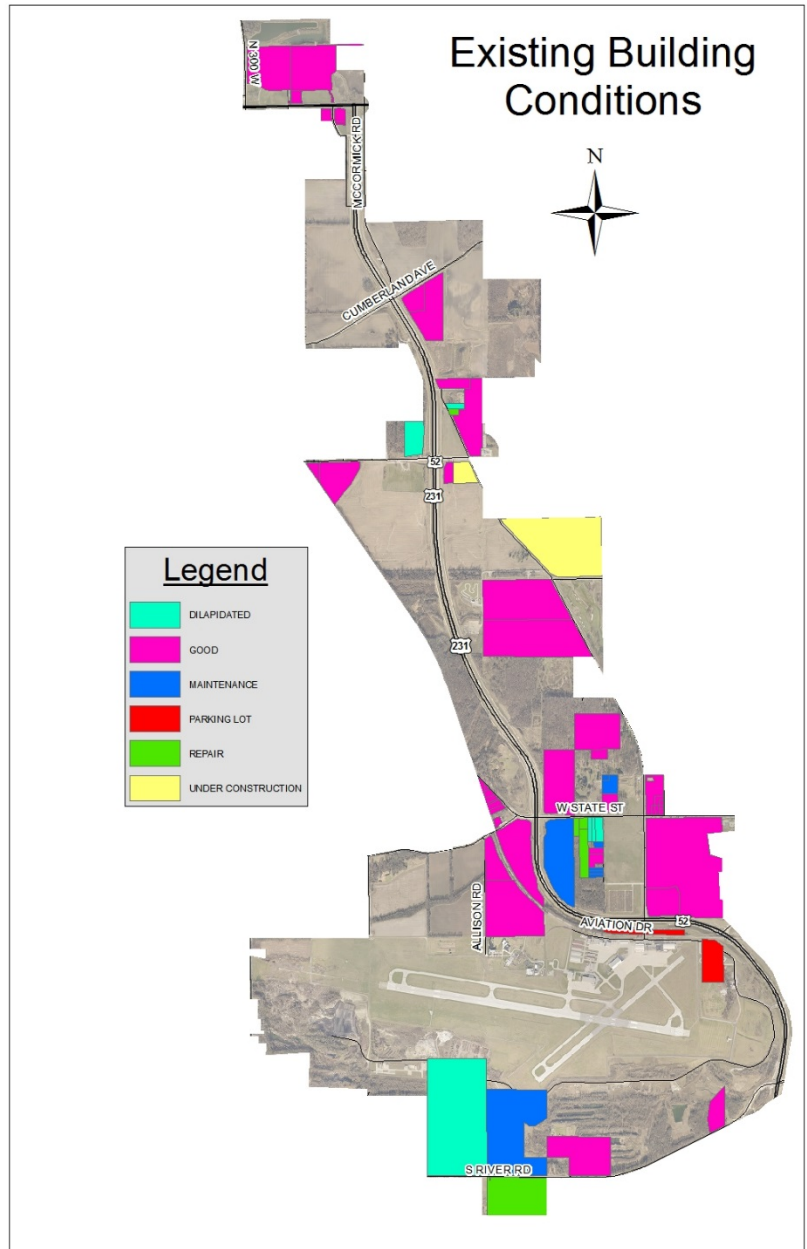 Existing Building
Conditions
N
N 300 W
MCCORMICK RD
CUMBERLAND AVE
52
231
Legend
DILAPIDATED
GOOD
MAINTENANCE
PARKING LOT
REPAIR
UNDER CONSTRUCTION
231
W STATE ST
ALLISON RD
AVIATION DR
52
S RIVER RD